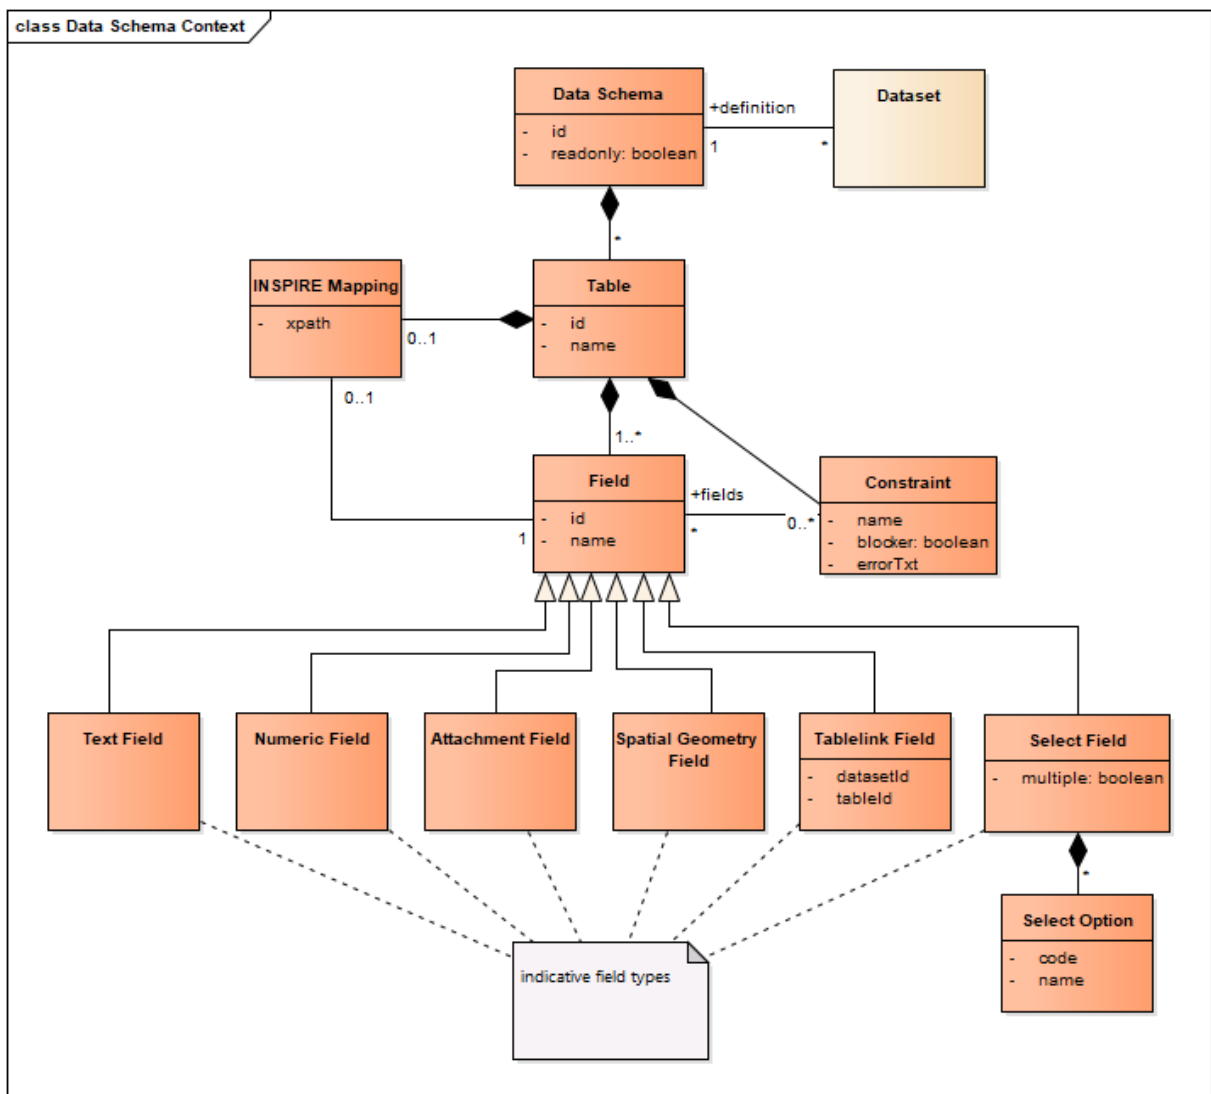 class Data Schema Context
Data Schema
- id
- readonly: boolean
+definition
1
*
Dataset
*
INSPIRE Mapping
- xpath
0..1
0..1
Table
- id
- name
1..*
Field
- id
- name
1
+fields
*
0..*
Constraint
- name
- blocker: boolean
- errorTxt
Text Field
Numeric Field
Attachment Field
Spatial Geometry
Field
Tablelink Field
- datasetId
- tableId
Select Field
- multiple: boolean
*
Select Option
- code
- name
indicative field types